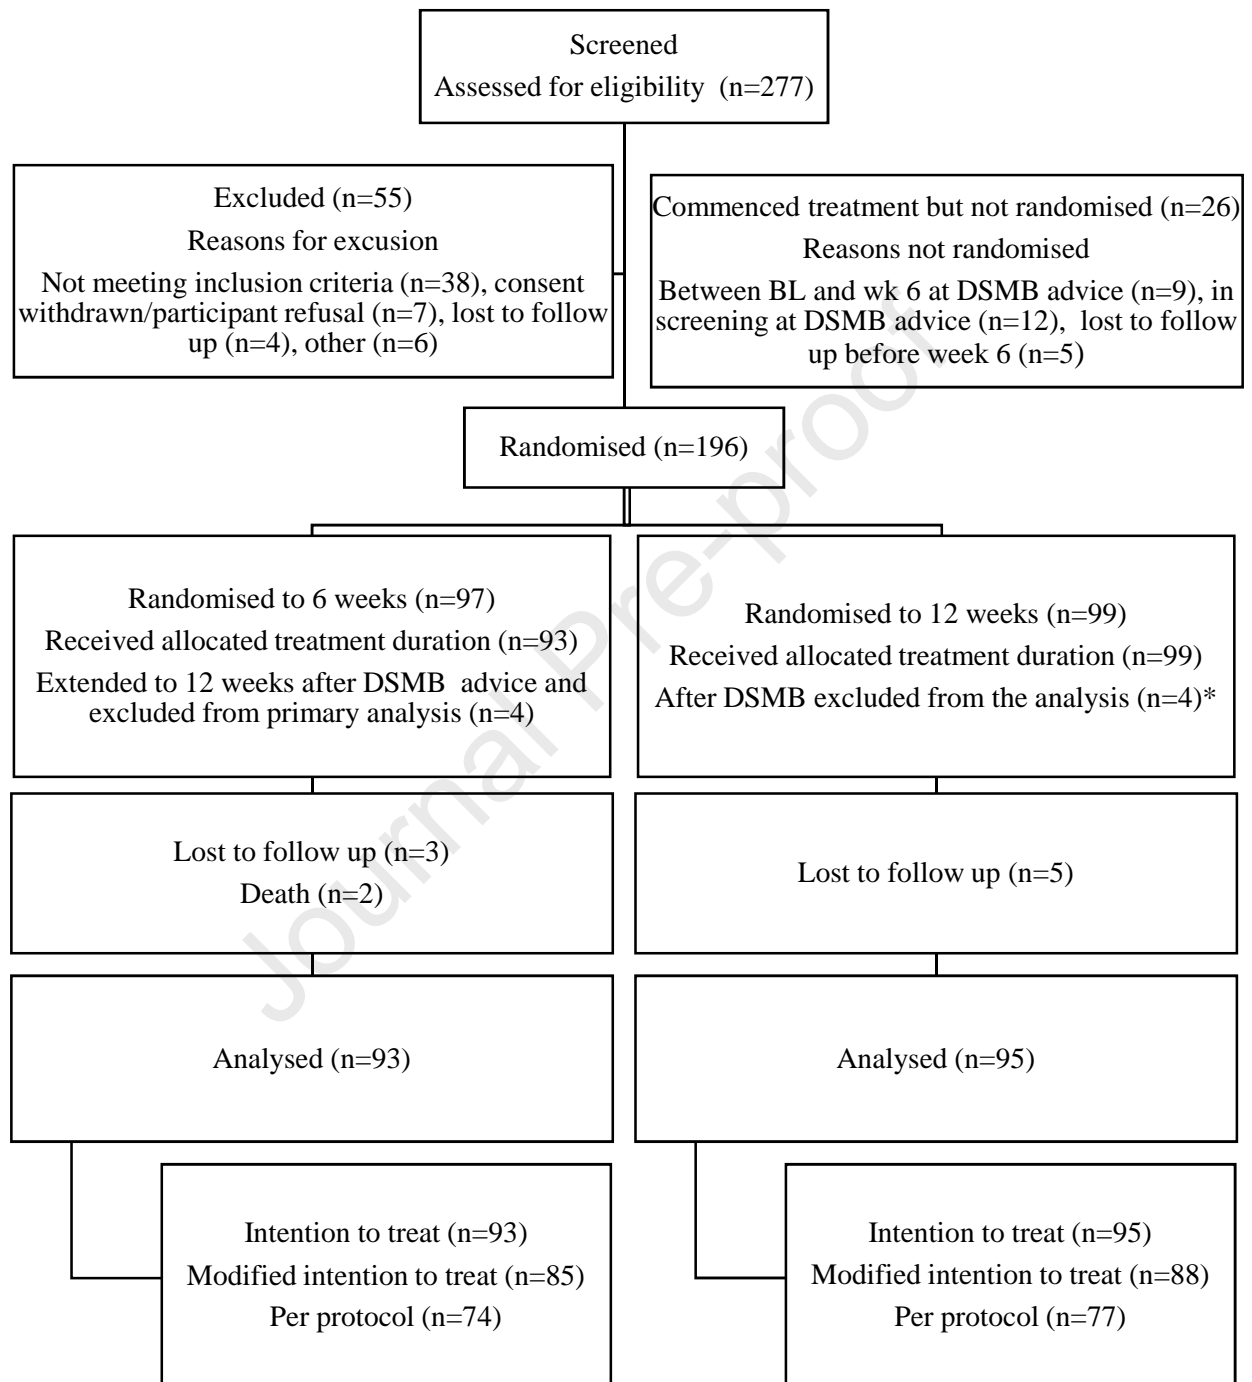 Screened
Assessed for eligibility (n=277)
Excluded (n=55)
Reasons for excusion
Not meeting inclusion criteria (n=38), consent
withdrawn/participant refusal (n=7), lost to follow
up (n=4), other (n=6)
Commenced treatment but not randomised (n=26)
Reasons not randomised
Between BL and wk 6 at DSMB advice (n=9), in
screening at DSMB advice (n=12), lost to follow
up before week 6 (n=5)
Randomised (n=196)
Randomised to 6 weeks (n=97)
Received allocated treatment duration (n=93)
Extended to 12 weeks after DSMB advice and
excluded from primary analysis (n=4)
Randomised to 12 weeks (n=99)
Received allocated treatment duration (n=99)
After DSMB excluded from the analysis (n=4)*
Lost to follow up (n=3)
Death (n=2)
Lost to follow up (n=5)
Analysed (n=93)
Analysed (n=95)
Intention to treat (n=93)
Modified intention to treat (n=85)
Per protocol (n=74)
Intention to treat (n=95)
Modified intention to treat (n=88)
Per protocol (n=77)
Journal Pre-proof